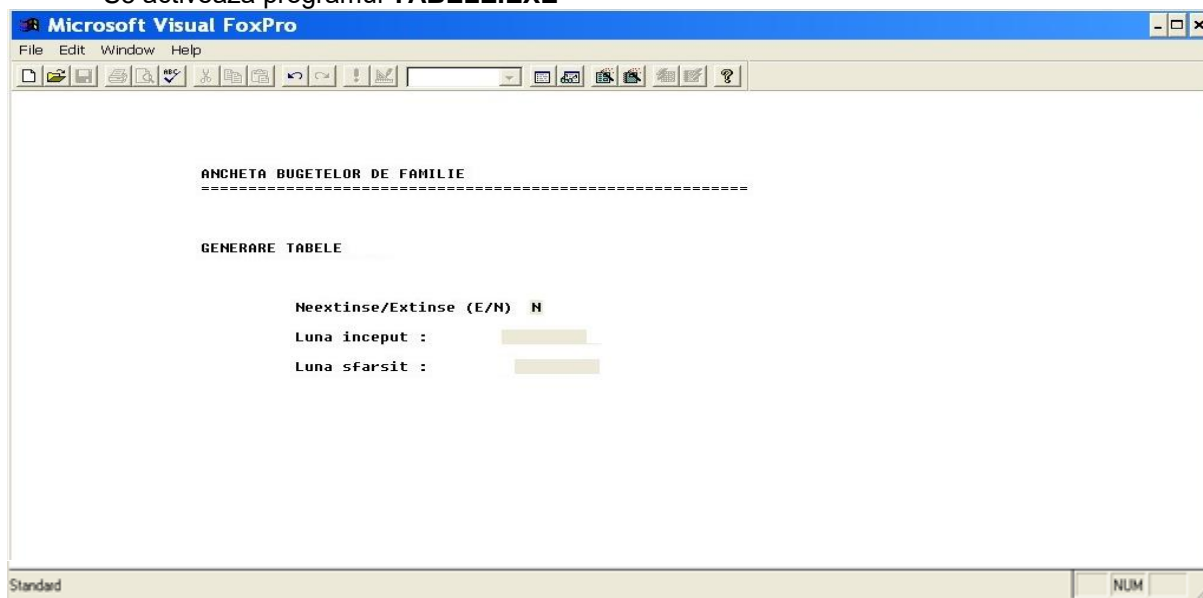 Se activeaza programul TABELE.EXE
Microsoft Visual FoxPro
File Edit Window Help
ANCHETA BUGETELOR DE FAMILIE
==========================================================
GENERARE TABELE
Neextinse/Extinse (E/N) N
Luna inceput :
Luna sfarsit :
Standard
NUM